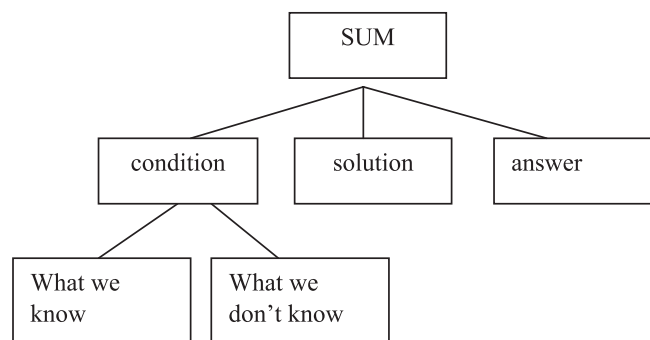 SUM
condition
solution
answer
What we
know
What we
don’t know